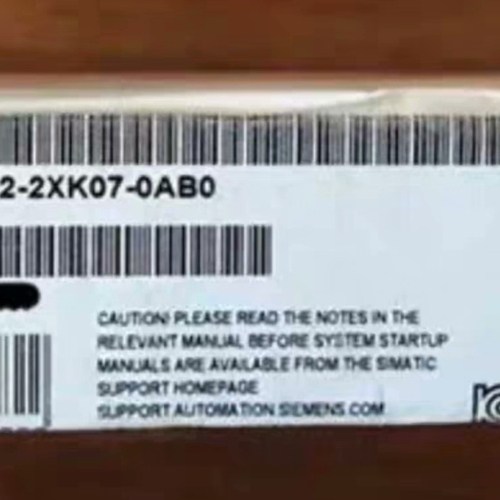 2-2XK07-0AB0
CAUTION! PLEASE READ THE NOTES IN THE
RELEVANT MANUAL BEFORE SYSTEM STARTUP
MANUALS ARE AVAILABLE FROM THE SIMATIC
SUPPORT HOMEPAGE
SUPPORT.AUTOMATION.SIEMENS.COM